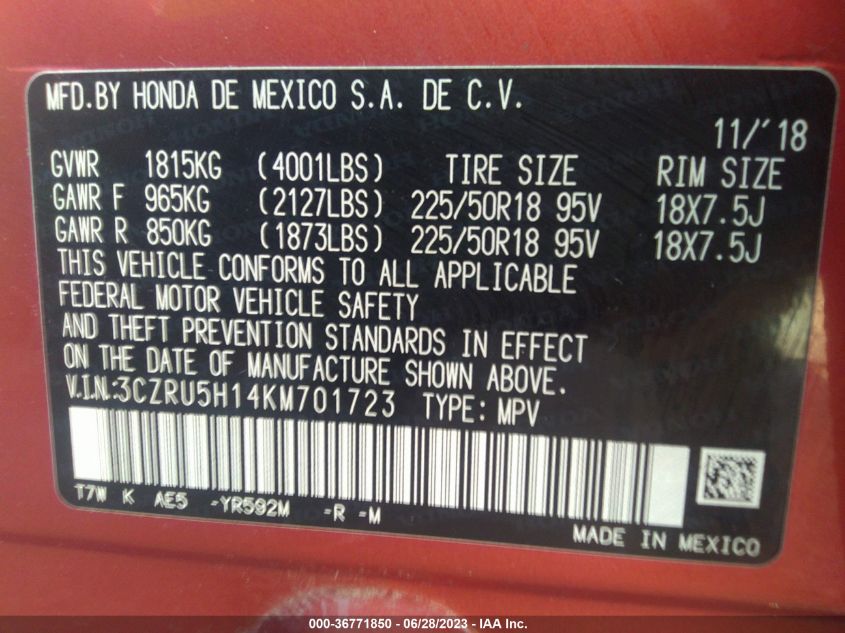 MFD.BY HONDA DE MEXICO S.A. DE C.V.
11/'18
GVWR 1815KG (4001LBS) TIRE SIZE RIM SIZE
GAWR F 965KG (2127LBS) 225/50R18 95V 18X7.5J
GAWR R 850KG (1873LBS) 225/50R18 95V 18X7.5J
THIS VEHICLE CONFORMS TO ALL APPLICABLE
FEDERAL MOTOR VEHICLE SAFETY
AND THEFT PREVENTION STANDARDS IN EFFECT
ON THE DATE OF MANUFACTURE SHOWN ABOVE.
V.I.N.:3CZRU5H14KM701723 TYPE: MPV
T7W K AE5 -YR592M -R -M
MADE IN MEXICO
000-36771850 | 06/28/2023 | IAA Inc.